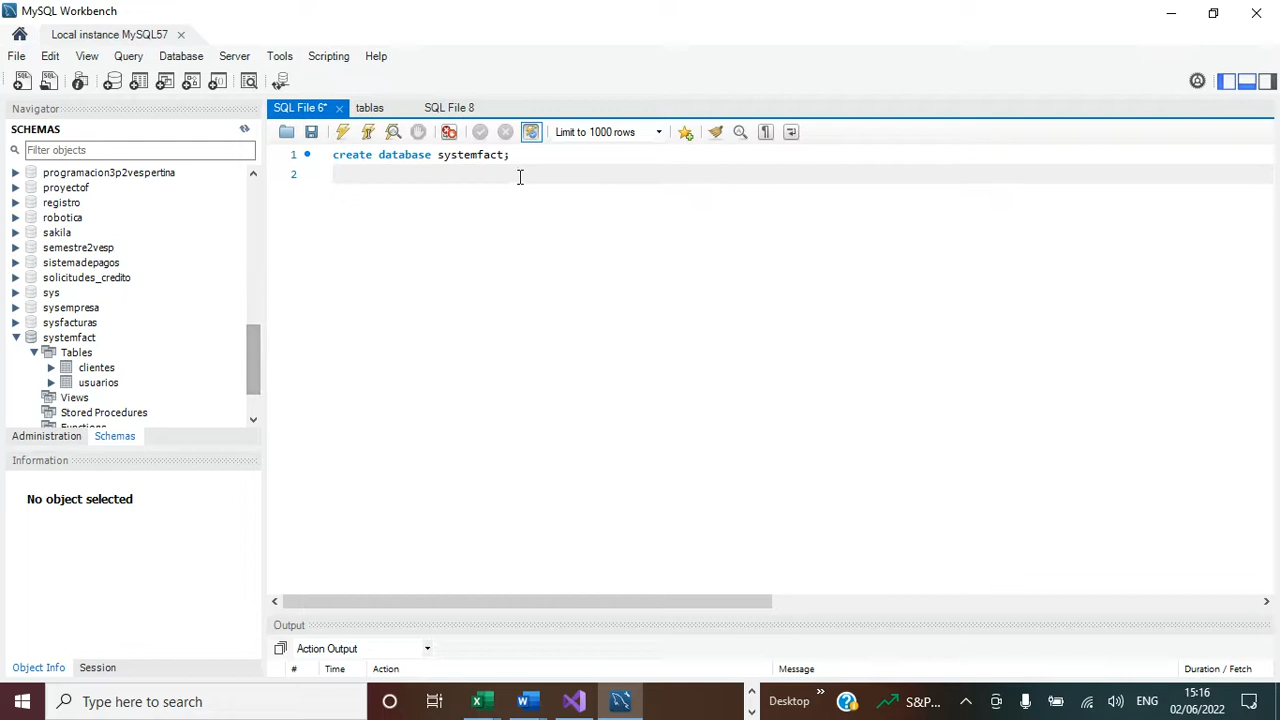 MySQL Workbench
Local instance MySQL57
File Edit View Query Database Server Tools Scripting Help
Navigator
SCHEMAS
Filter objects
programacion3p2vespertina
proyectof
registro
robotica
sakila
semestre2vesp
sistemadepagos
solicitudes_credito
sys
sysempresa
sysfacturas
systemfact
Tables
clientes
usuarios
Views
Stored Procedures
Functions
Administration Schemas
Information
No object selected
Object Info Session
SQL File 6* tablas SQL File 8
Limit to 1000 rows
1 create database systemfact;
2
Output
Action Output
# Time Action Message Duration / Fetch
Type here to search
Desktop
S&P...
ENG
15:16
02/06/2022